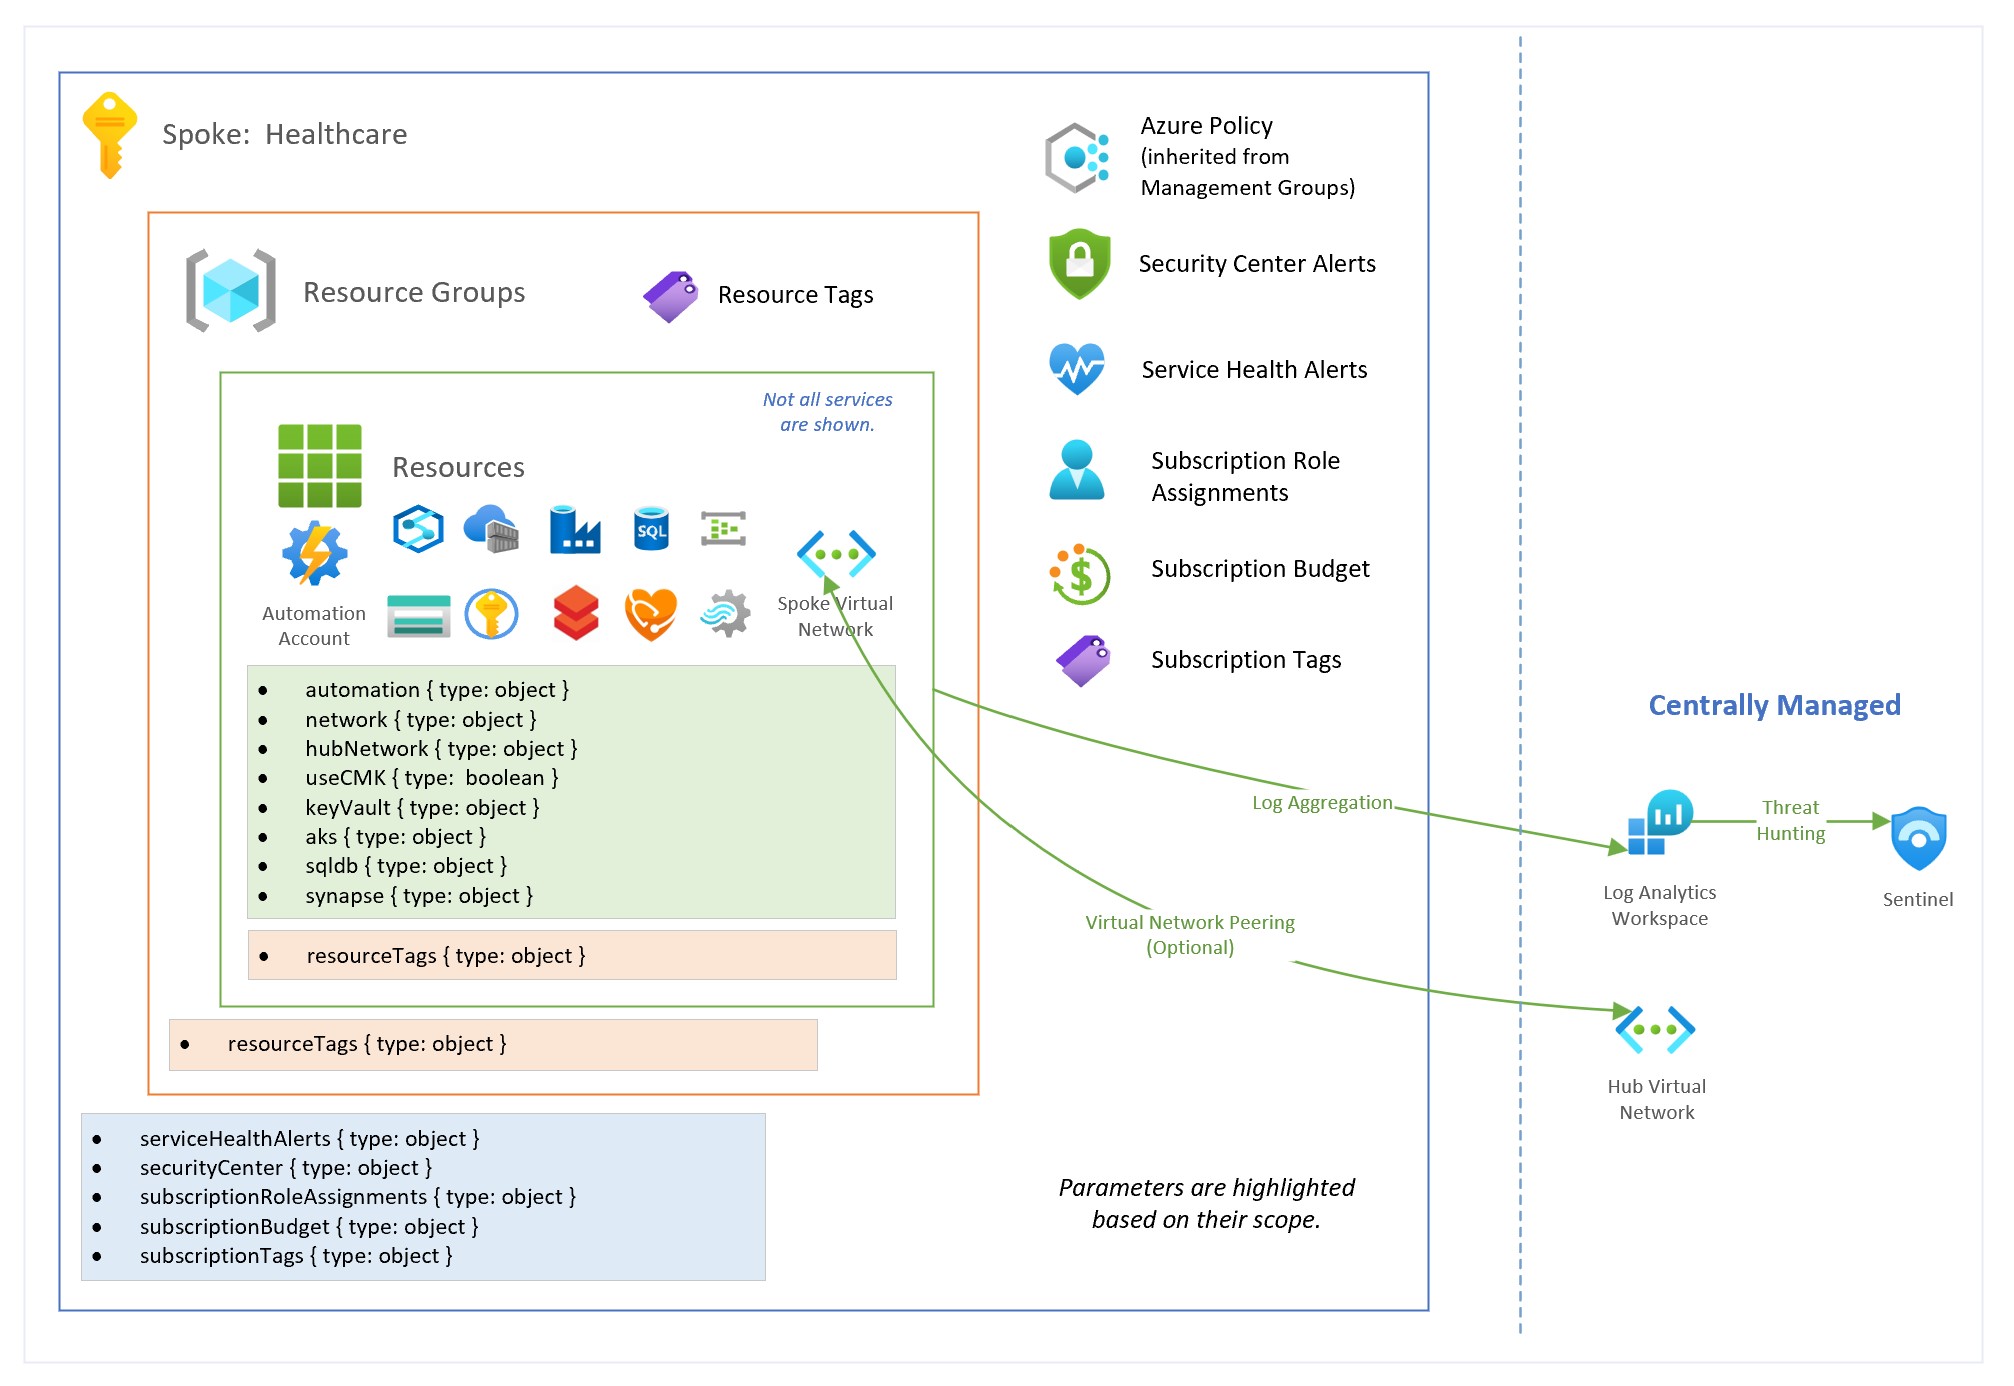 Spoke:  Healthcare
Azure Policy
(inherited from
Management Groups)
Security Center Alerts
Service Health Alerts
Subscription Role
Assignments
Subscription Budget
Subscription Tags
Resource Groups
Resource Tags
Not all services
are shown.
Resources
SQL
Automation
Account
Spoke Virtual
Network
• automation { type: object }
• network { type: object }
• hubNetwork { type: object }
• useCMK { type:  boolean }
• keyVault { type: object }
• aks { type: object }
• sqldb { type: object }
• synapse { type: object }
• resourceTags { type: object }
• resourceTags { type: object }
• serviceHealthAlerts { type: object }
• securityCenter { type: object }
• subscriptionRoleAssignments { type: object }
• subscriptionBudget { type: object }
• subscriptionTags { type: object }
Parameters are highlighted
based on their scope.
Log Aggregation
Virtual Network Peering
(Optional)
Centrally Managed
Threat
Hunting
Log Analytics
Workspace
Sentinel
Hub Virtual
Network